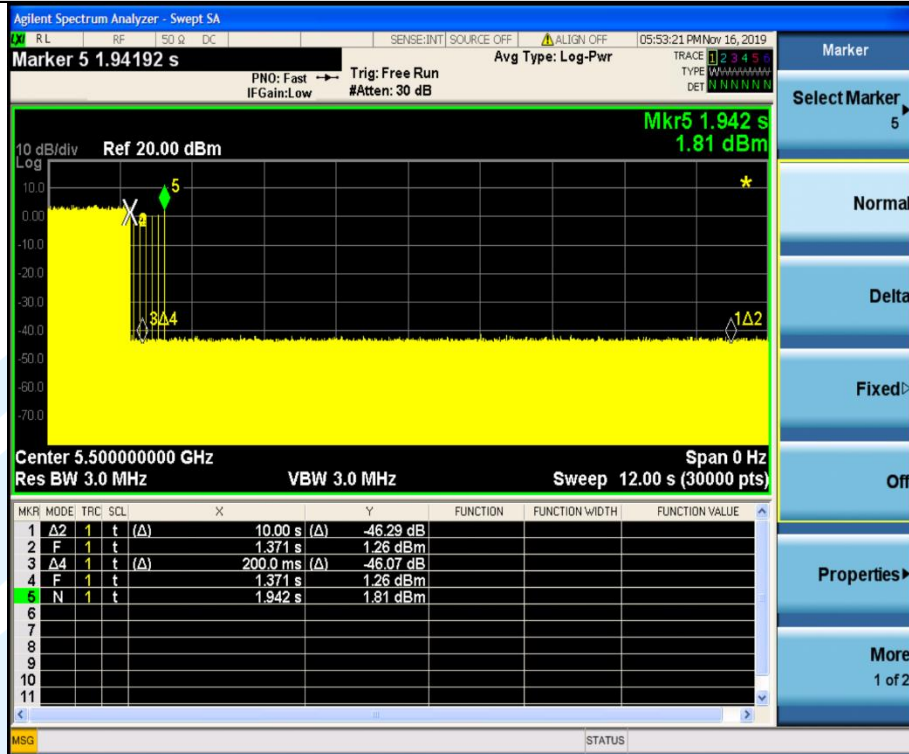 Agilent Spectrum Analyzer - Swept SA
LXI RL RF 50 Ω DC SENSE:INT SOURCE OFF ALIGN OFF 05:53:21 PM Nov 16, 2019
Marker 5 1.94192 s
PNO: Fast
IFGain:Low
Trig: Free Run
#Atten: 30 dB
Avg Type: Log-Pwr
TRACE 1 2 3 4 5 6
TYPE WWWWWW
DET N N N N N N
Mkr5 1.942 s
1.81 dBm
10 dB/div Ref 20.00 dBm
Log
10.0
0.00
-10.0
-20.0
-30.0
-40.0
-50.0
-60.0
-70.0
5
*
X
3Δ4
1Δ2
Center 5.500000000 GHz Span 0 Hz
Res BW 3.0 MHz VBW 3.0 MHz Sweep 12.00 s (30000 pts)
MKR MODE TRC SCL X Y FUNCTION FUNCTION WIDTH FUNCTION VALUE
1 Δ2 1 t (Δ) 10.00 s (Δ) -46.29 dB
2 F 1 t 1.371 s 1.26 dBm
3 Δ4 1 t (Δ) 200.0 ms (Δ) -46.07 dB
4 F 1 t 1.371 s 1.26 dBm
5 N 1 t 1.942 s 1.81 dBm
6
7
8
9
10
11
MSG STATUS
Marker
Select Marker
5
Normal
Delta
Fixed
Off
Properties
More
1 of 2